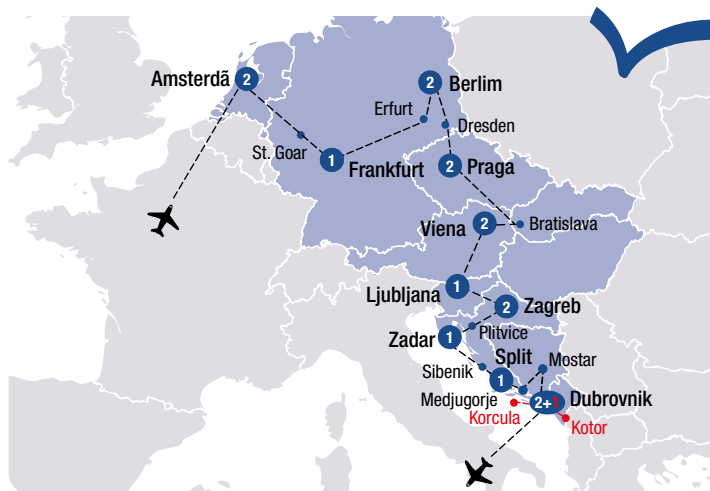 Amsterdã
2
2
Berlim
Erfurt
Dresden
St. Goar
1
Frankfurt
2
Praga
Viena
2
Bratislava
Ljubljana
1
2
Zagreb
Plitvice
Zadar
1
Split
Mostar
Sibenik
1
Medjugorje
2+1
Dubrovnik
Korcula
Kotor